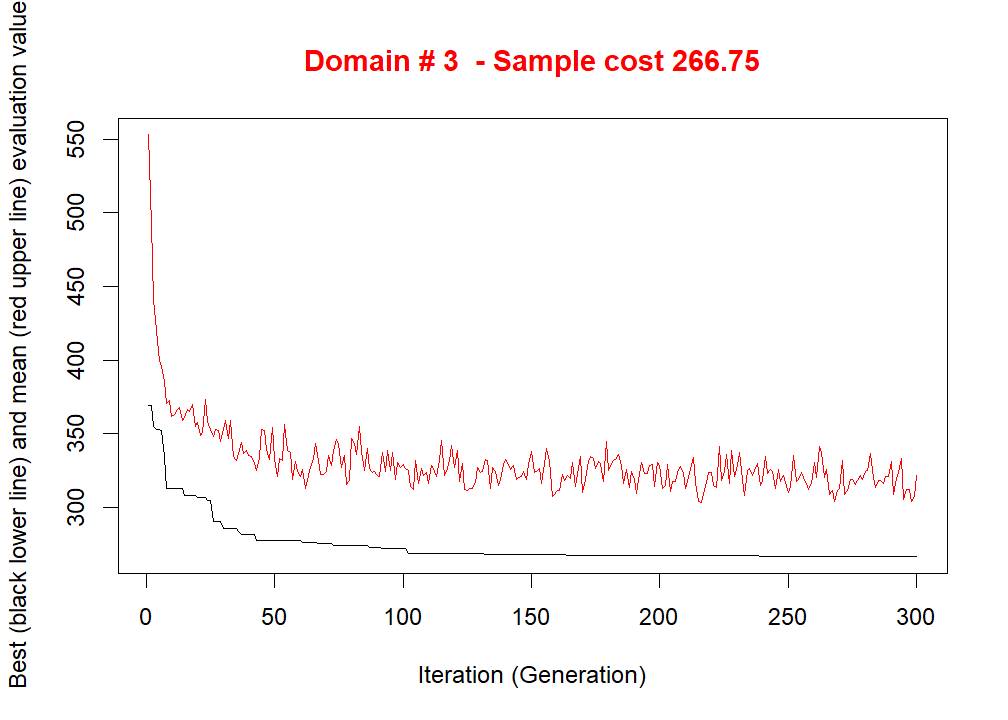 Domain # 3  - Sample cost 266.75
Best (black lower line) and mean (red upper line) evaluation value
550
500
450
400
350
300
0 50 100 150 200 250 300
Iteration (Generation)